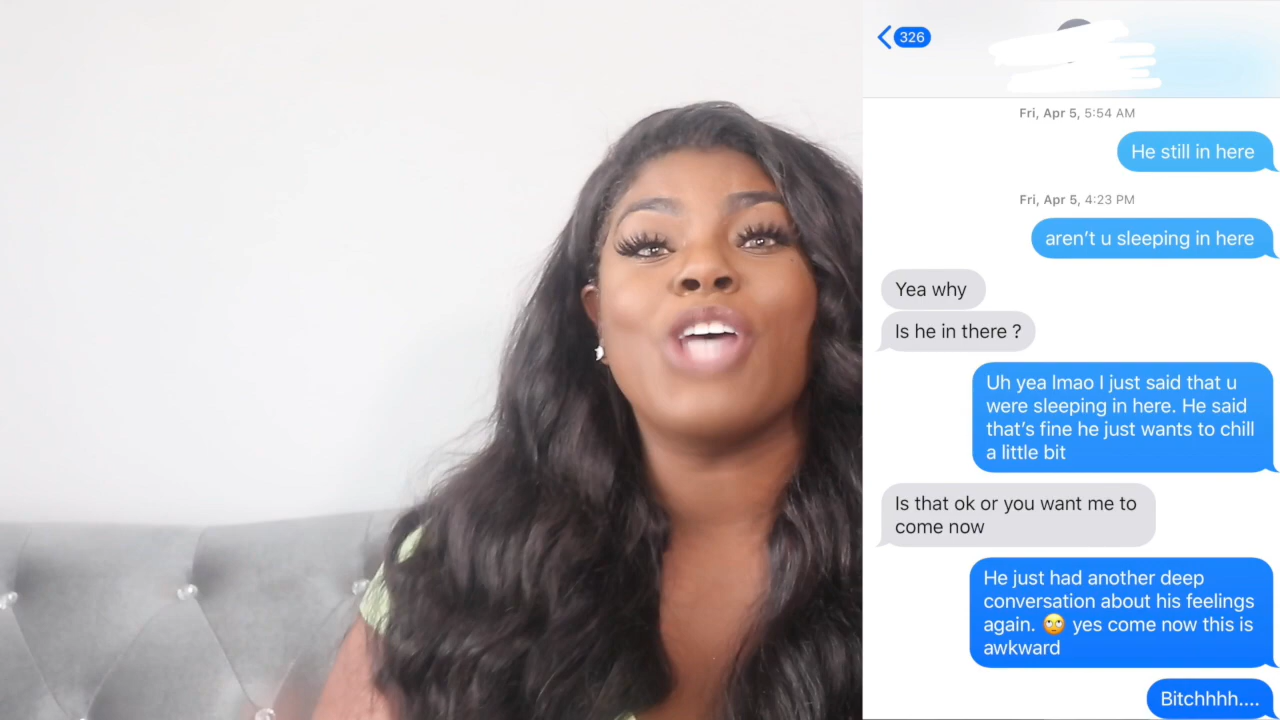 326
Fri, Apr 5, 5:54 AM
He still in here
Fri, Apr 5, 4:23 PM
aren't u sleeping in here
Yea why
Is he in there ?
Uh yea lmao I just said that u
were sleeping in here. He said
that's fine he just wants to chill
a little bit
Is that ok or you want me to
come now
He just had another deep
conversation about his feelings
again. 🙄 yes come now this is
awkward
Bitchhhh....